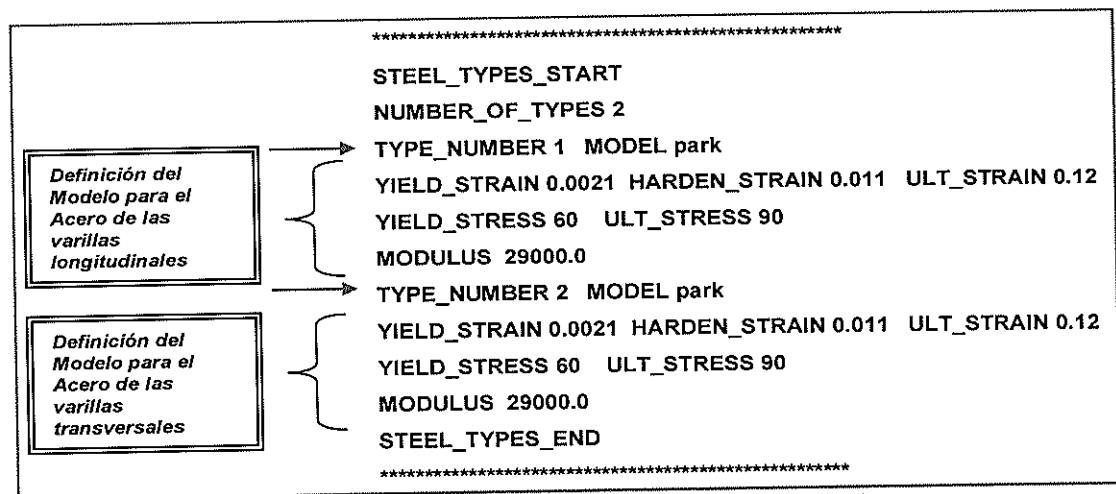 ****************************************************
STEEL_TYPES_START
NUMBER_OF_TYPES 2
TYPE_NUMBER 1 MODEL park
YIELD_STRAIN 0.0021 HARDEN_STRAIN 0.011 ULT_STRAIN 0.12
YIELD_STRESS 60 ULT_STRESS 90
MODULUS 29000.0
Definición del
Modelo para el
Acero de las
varillas
longitudinales
TYPE_NUMBER 2 MODEL park
YIELD_STRAIN 0.0021 HARDEN_STRAIN 0.011 ULT_STRAIN 0.12
YIELD_STRESS 60 ULT_STRESS 90
MODULUS 29000.0
STEEL_TYPES_END
Definición del
Modelo para el
Acero de las
varillas
transversales
****************************************************